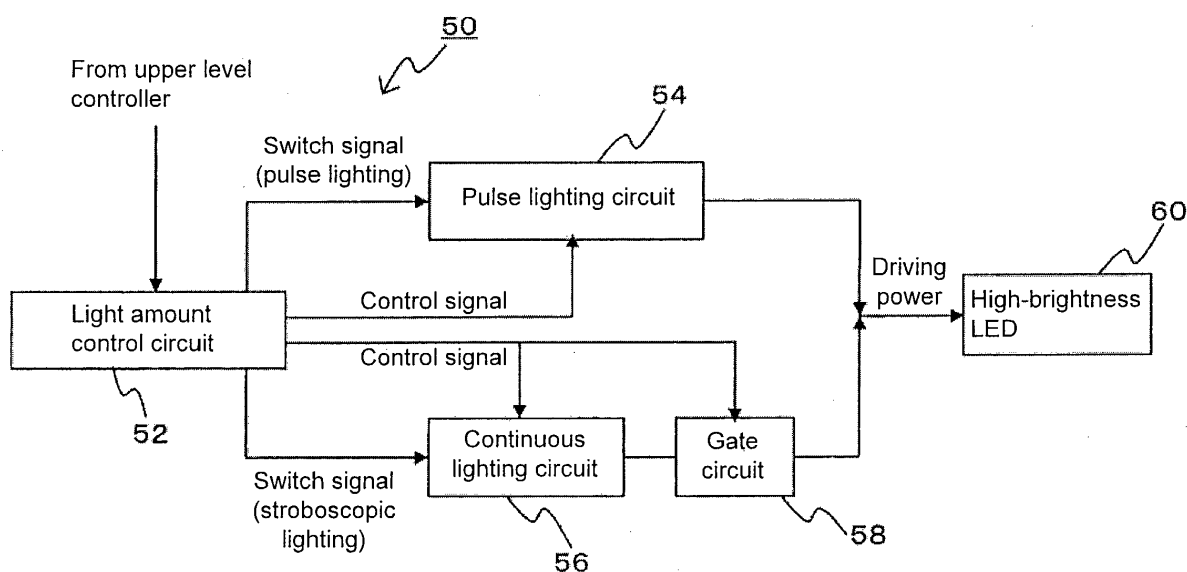 50
From upper level
controller
54
Switch signal
(pulse lighting)
Pulse lighting circuit
60
Driving
power
High-brightness
LED
Light amount
control circuit
Control signal
Control signal
52
Continuous
lighting circuit
Gate
circuit
Switch signal
(stroboscopic
lighting)
56
58